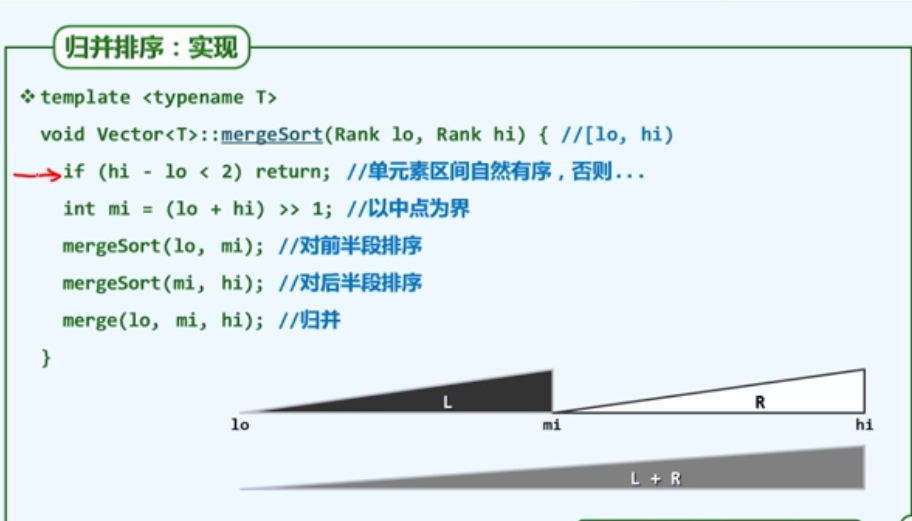 归并排序：实现
❖template <typename T>
void Vector<T>::mergeSort(Rank lo, Rank hi) { //[lo, hi)
if (hi - lo < 2) return; //单元素区间自然有序，否则...
int mi = (lo + hi) >> 1; //以中点为界
mergeSort(lo, mi); //对前半段排序
mergeSort(mi, hi); //对后半段排序
merge(lo, mi, hi); //归并
}
L R
lo mi hi
L + R